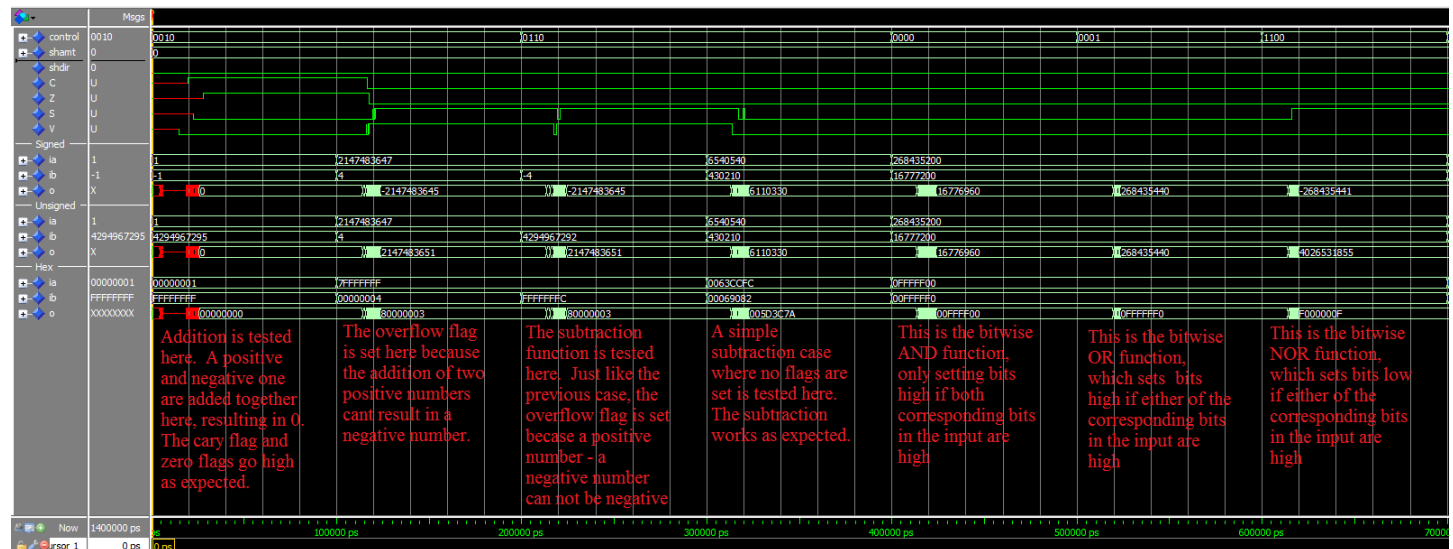 Msgs
control 0010 0010 0110 0000 0001 1100
shamt 0 0
shdir 0
C U
Z U
S U
V U
Signed
ia 1 1 2147483647 6540540 268435200
ib -1 -1 4 -4 430210 16777200
o X 0 -2147483645 -2147483645 6110330 16776960 268435440 -268435441
Unsigned
ia 1 1 2147483647 6540540 268435200
ib 4294967295 4294967295 4 4294967292 430210 16777200
o X 0 2147483651 2147483651 6110330 16776960 268435440 4026531855
Hex
ia 00000001 00000001 7FFFFFFF 0063CCFC 0FFFFF00
ib FFFFFFFF FFFFFFFF 00000004 FFFFFFFC 00069082 00FFFFF0
o XXXXXXXX 00000000 80000003 80000003 005D3C7A 00FFFF00 0FFFFFF0 F000000F
Addition is tested
here. A positive
and negative one
are added together
here, resulting in 0.
The cary flag and
zero flags go high
as expected.
The overflow flag
is set here because
the addition of two
positive numbers
cant result in a
negative number.
The subtraction
function is tested
here. Just like the
previous case, the
overflow flag is set
becase a positive
number - a
negative number
can not be negative
A simple
subtraction case
where no flags are
set is tested here.
The subtraction
works as expected.
This is the bitwise
AND function,
only setting bits
high if both
corresponding bits
in the input are
high
This is the bitwise
OR function,
which sets bits
high if either of the
corresponding bits
in the input are
high
This is the bitwise
NOR function,
which sets bits low
if either of the
corresponding bits
in the input are
high
Now 1400000 ps ps 100000 ps 200000 ps 300000 ps 400000 ps 500000 ps 600000 ps 70000
rsor 1 0 ps 0 ps